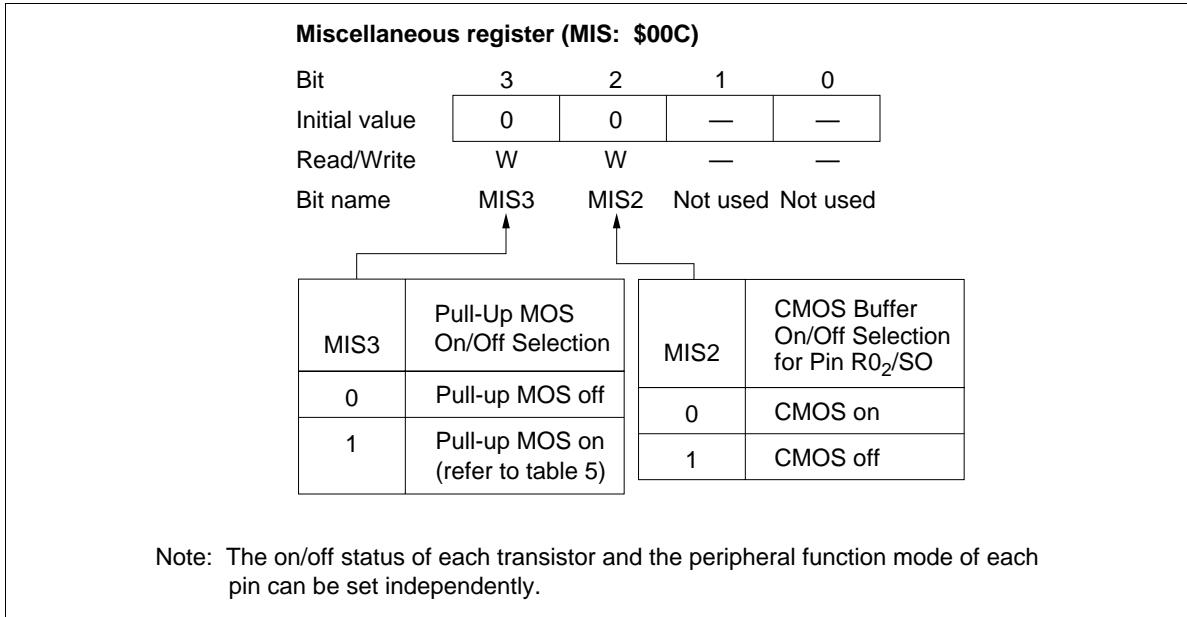 Miscellaneous register (MIS: $00C)
Bit 3 2 1 0
Initial value 0 0 — —
Read/Write W W — —
Bit name MIS3 MIS2 Not used Not used
MIS3 Pull-Up MOS
On/Off Selection
0 Pull-up MOS off
1 Pull-up MOS on
(refer to table 5)
MIS2 CMOS Buffer
On/Off Selection
for Pin R0₂/SO
0 CMOS on
1 CMOS off
Note: The on/off status of each transistor and the peripheral function mode of each
pin can be set independently.